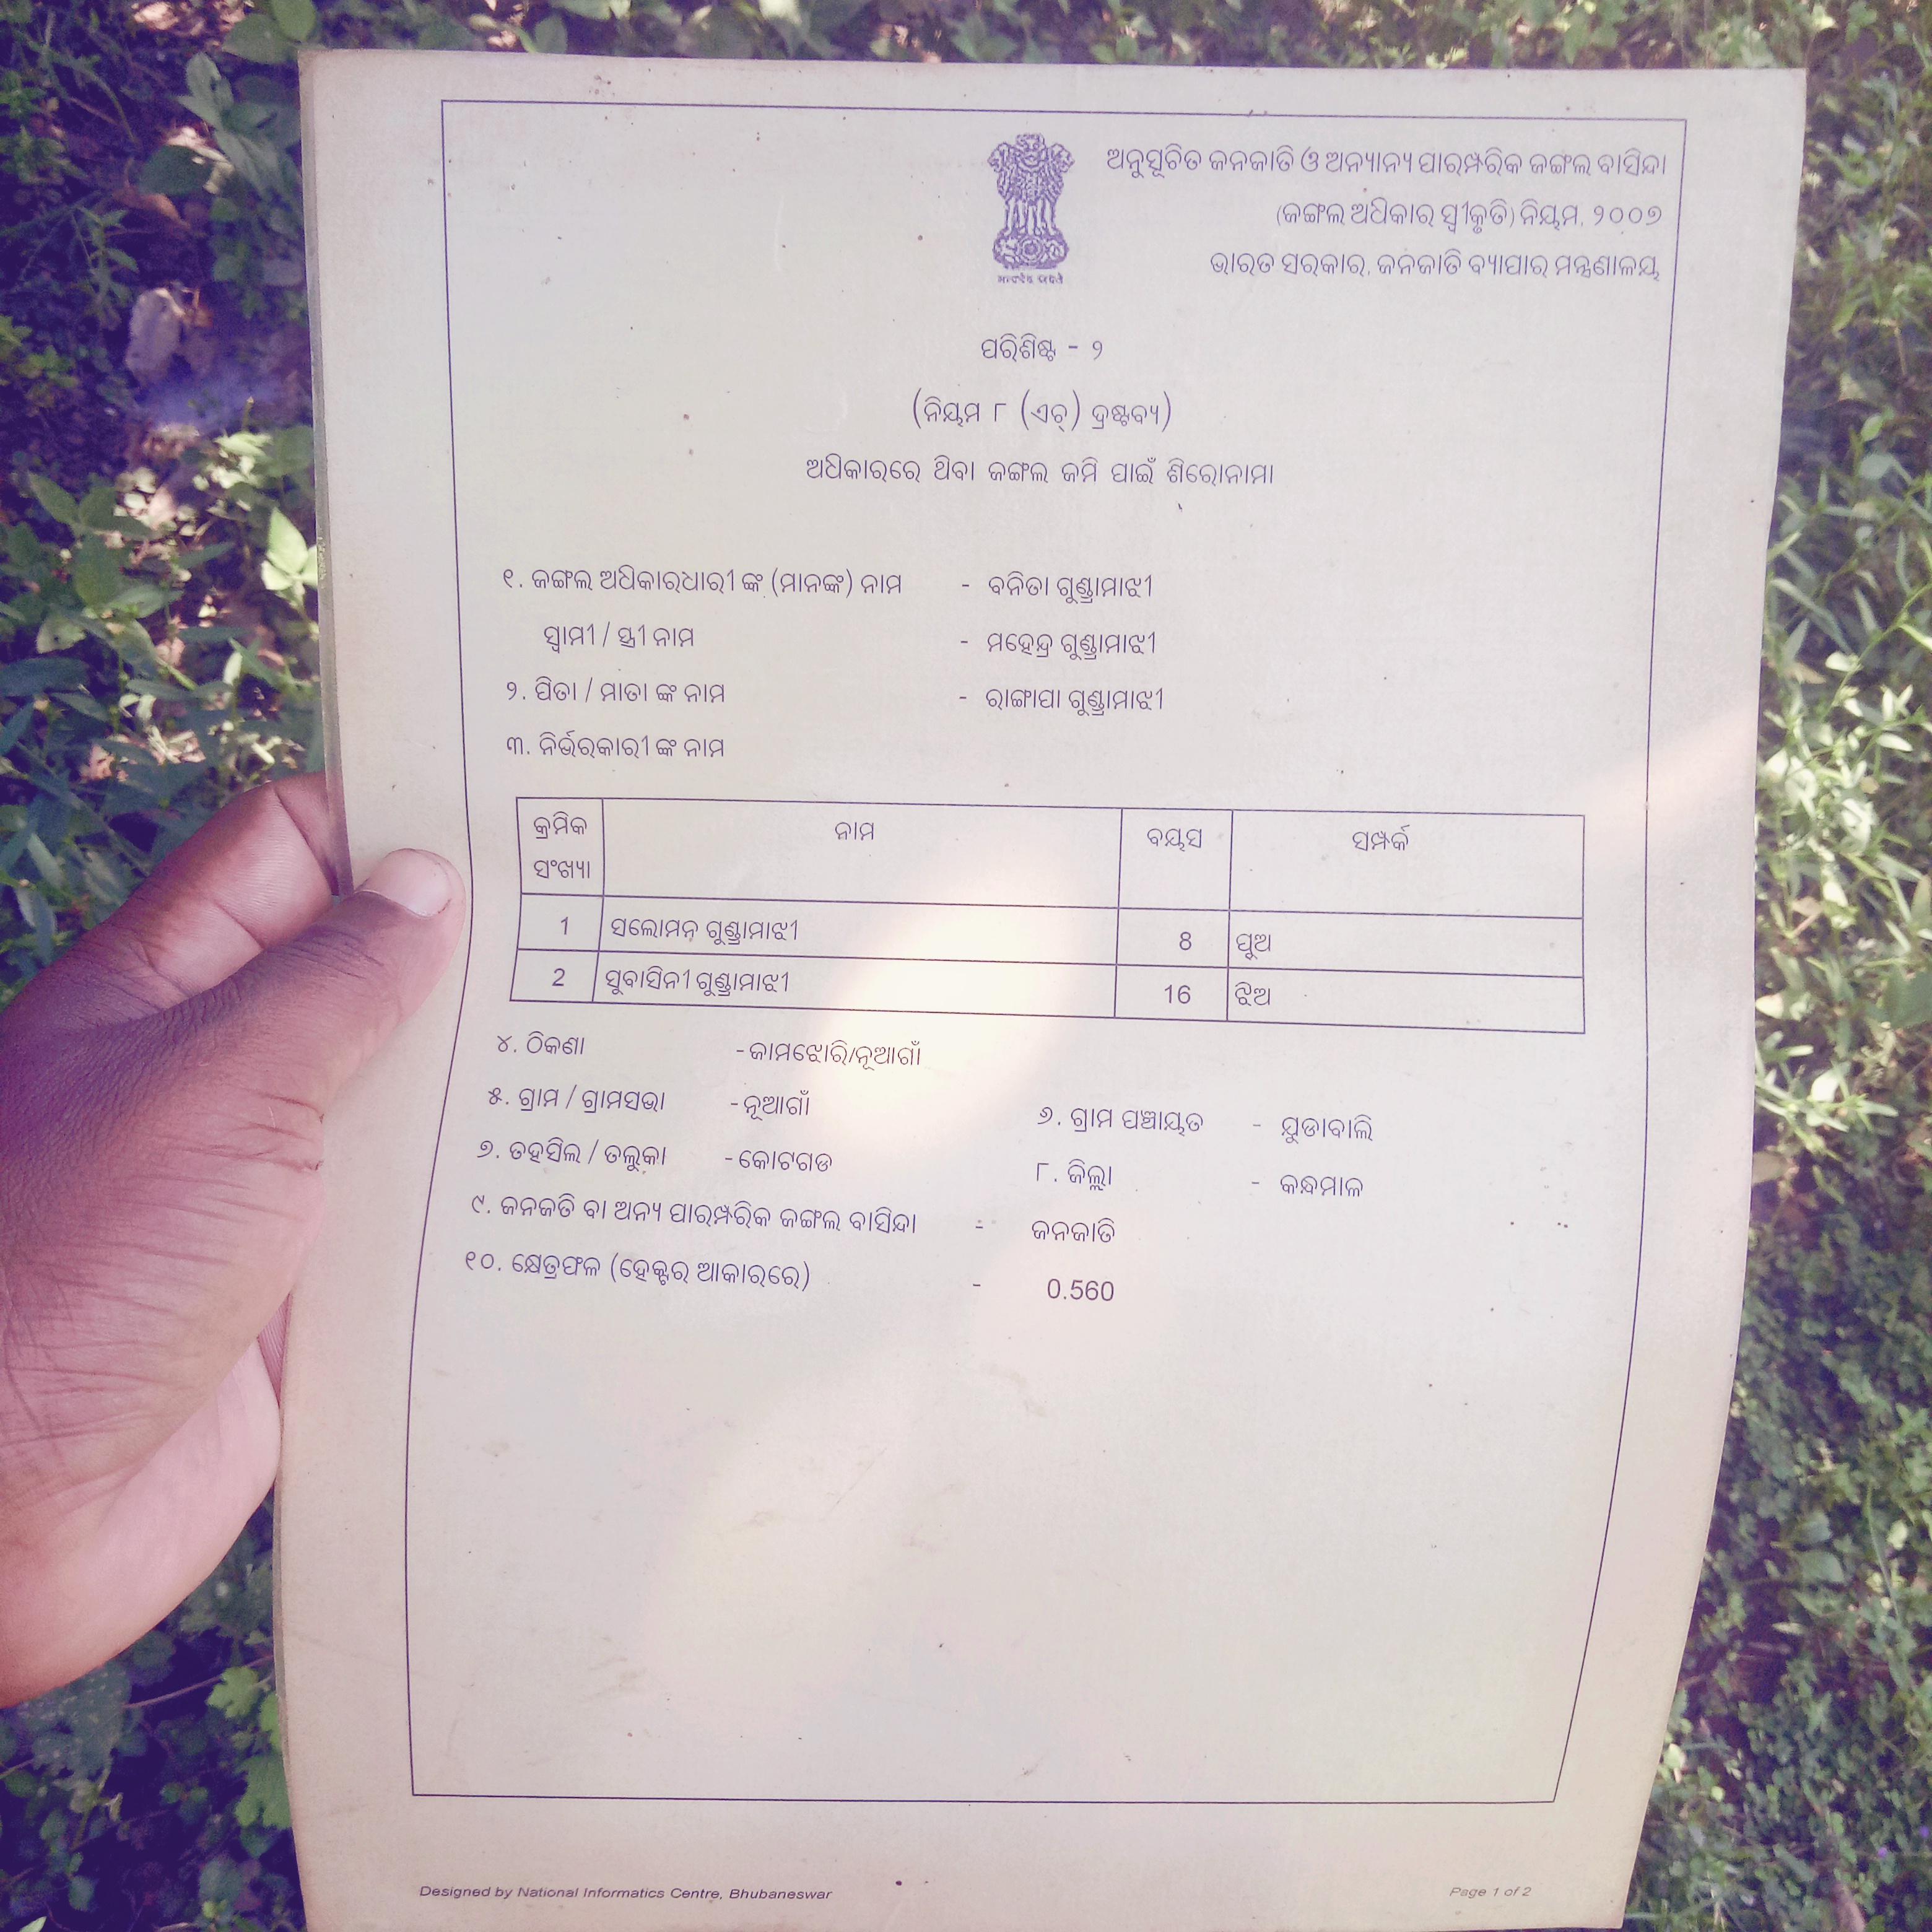 ଅନୁସୂଚିତ ଜନଜାତି ଓ ଅନ୍ୟାନ୍ୟ ପାରମ୍ପରିକ ଜଙ୍ଗଲ ବାସିନ୍ଦା
(ଜଙ୍ଗଲ ଅଧିକାର ସ୍ୱୀକୃତି) ନିୟମ, ୨୦୦୭
ଭାରତ ସରକାର, ଜନଜାତି ବ୍ୟାପାର ମନ୍ତ୍ରଣାଳୟ
ପରିଶିଷ୍ଟ - ୨
(ନିୟମ ୮ (ଏଚ୍) ଦ୍ରଷ୍ଟବ୍ୟ)
ଅଧିକାରରେ ଥିବା ଜଙ୍ଗଲ ଜମି ପାଇଁ ଶିରୋନାମା
୧. ଜଙ୍ଗଲ ଅଧିକାରଧାରୀ ଙ୍କ (ମାନଙ୍କ) ନାମ - ବନିତା ଗୁଣ୍ଡ୍ରାମାଝୀ
ସ୍ୱାମୀ / ସ୍ତ୍ରୀ ନାମ - ମହେନ୍ଦ୍ର ଗୁଣ୍ଡ୍ରାମାଝୀ
୨. ପିତା / ମାତା ଙ୍କ ନାମ - ରାଙ୍ଗାପା ଗୁଣ୍ଡ୍ରାମାଝୀ
୩. ନିର୍ଭରକାରୀ ଙ୍କ ନାମ
କ୍ରମିକ ସଂଖ୍ୟା ନାମ ବୟସ ସମ୍ପର୍କ
1 ସଲୋମନ ଗୁଣ୍ଡ୍ରାମାଝୀ 8 ପୁଅ
2 ସୁବାସିନୀ ଗୁଣ୍ଡ୍ରାମାଝୀ 16 ଝିଅ
୪. ଠିକଣା - ଜାମଝୋରି/ନୂଆଗାଁ
୫. ଗ୍ରାମ / ଗ୍ରାମସଭା - ନୂଆଗାଁ ୬. ଗ୍ରାମ ପଞ୍ଚାୟତ - ଯୁଡାବାଲି
୭. ତହସିଲ / ତଲୁକା - କୋଟଗଡ ୮. ଜିଲ୍ଲା - କନ୍ଧମାଳ
୯. ଜନଜତି ବା ଅନ୍ୟ ପାରମ୍ପରିକ ଜଙ୍ଗଲ ବାସିନ୍ଦା - ଜନଜାତି
୧୦. କ୍ଷେତ୍ରଫଳ (ହେକ୍ଟର ଆକାରରେ) - 0.560
Designed by National Informatics Centre, Bhubaneswar Page 1 of 2